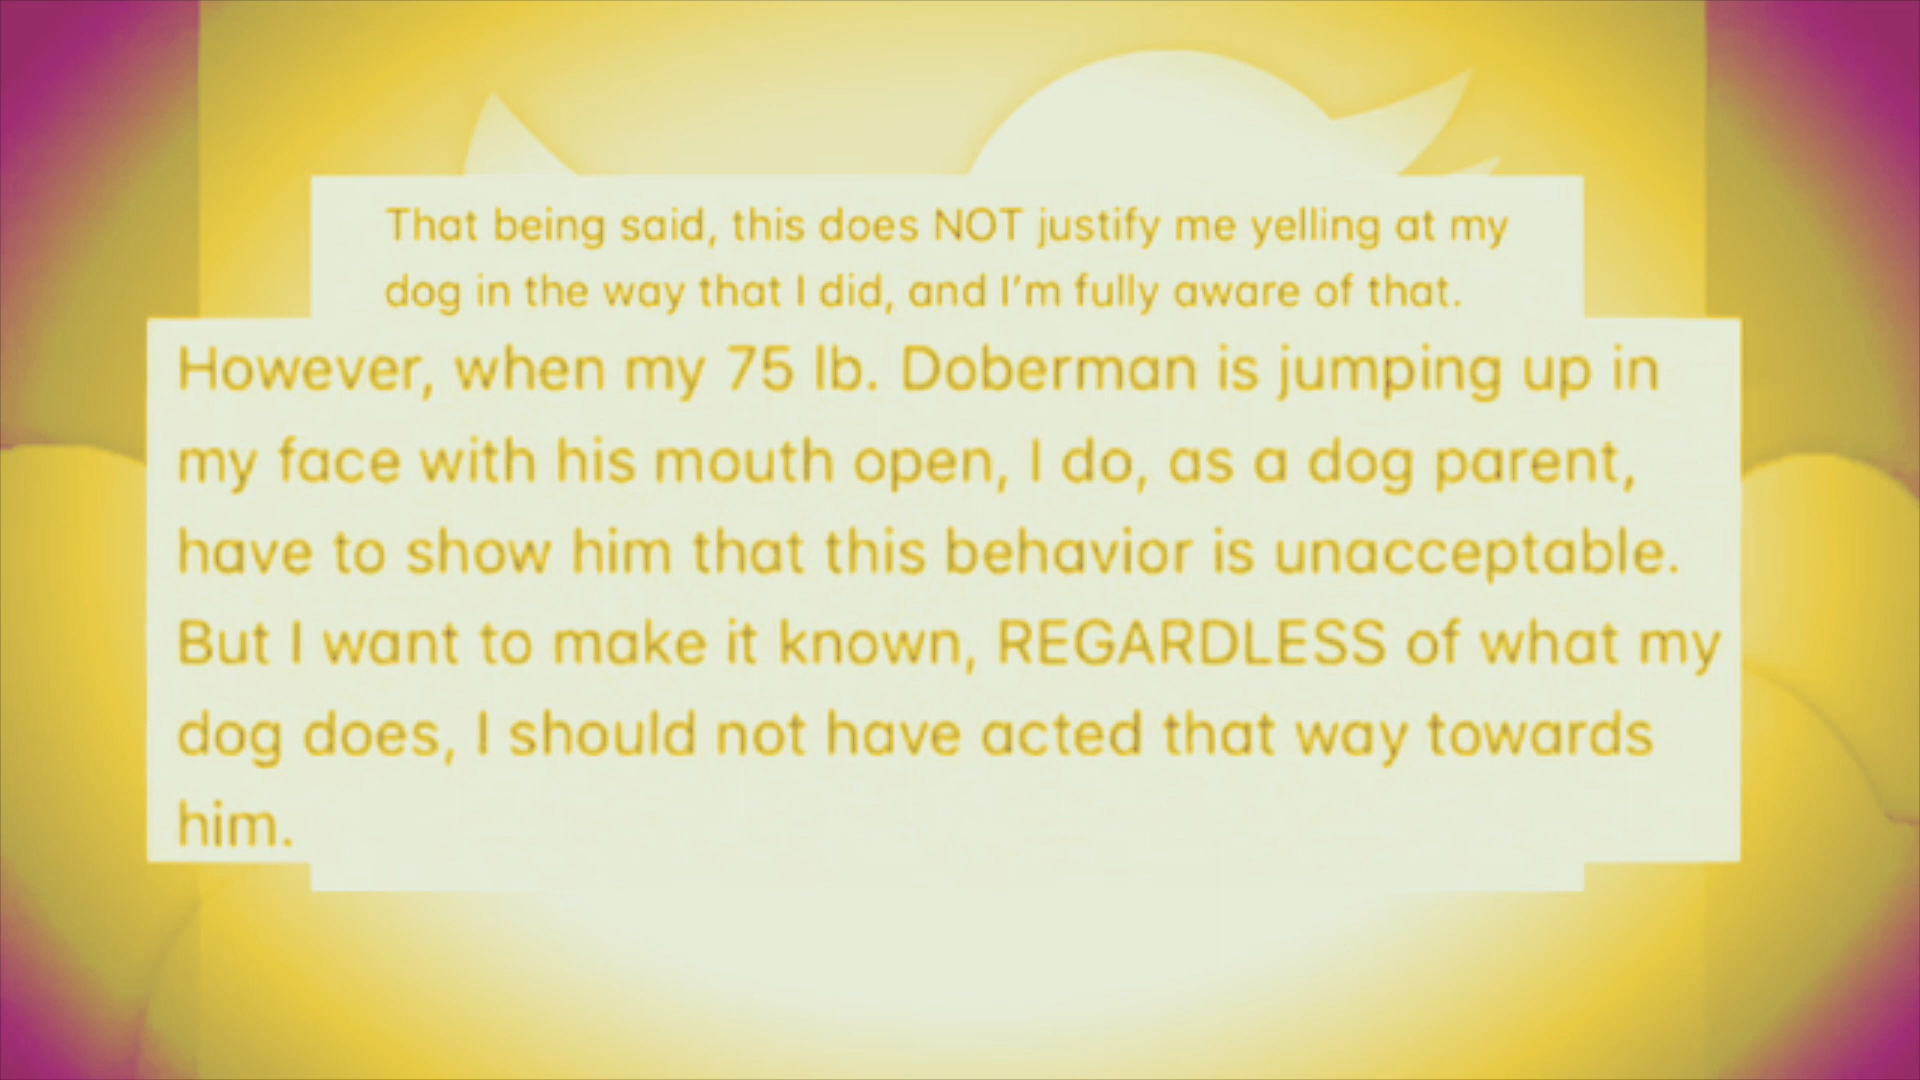 That being said, this does NOT justify me yelling at my
dog in the way that I did, and I'm fully aware of that.
However, when my 75 lb. Doberman is jumping up in
my face with his mouth open, I do, as a dog parent,
have to show him that this behavior is unacceptable.
But I want to make it known, REGARDLESS of what my
dog does, I should not have acted that way towards
him.